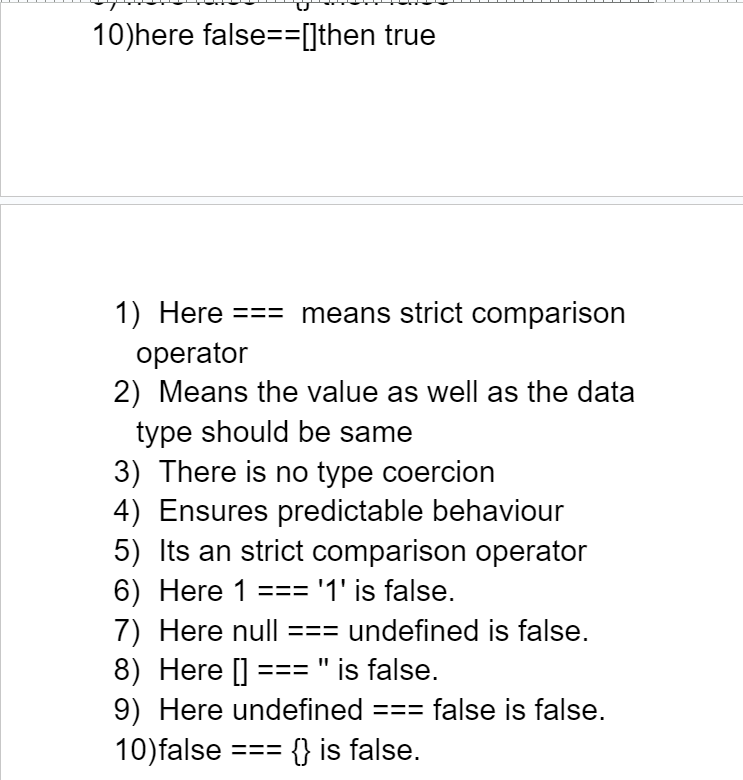 10)here false==[]then true
1) Here === means strict comparison
operator
2) Means the value as well as the data
type should be same
3) There is no type coercion
4) Ensures predictable behaviour
5) Its an strict comparison operator
6) Here 1 === '1' is false.
7) Here null === undefined is false.
8) Here [] === '' is false.
9) Here undefined === false is false.
10)false === {} is false.